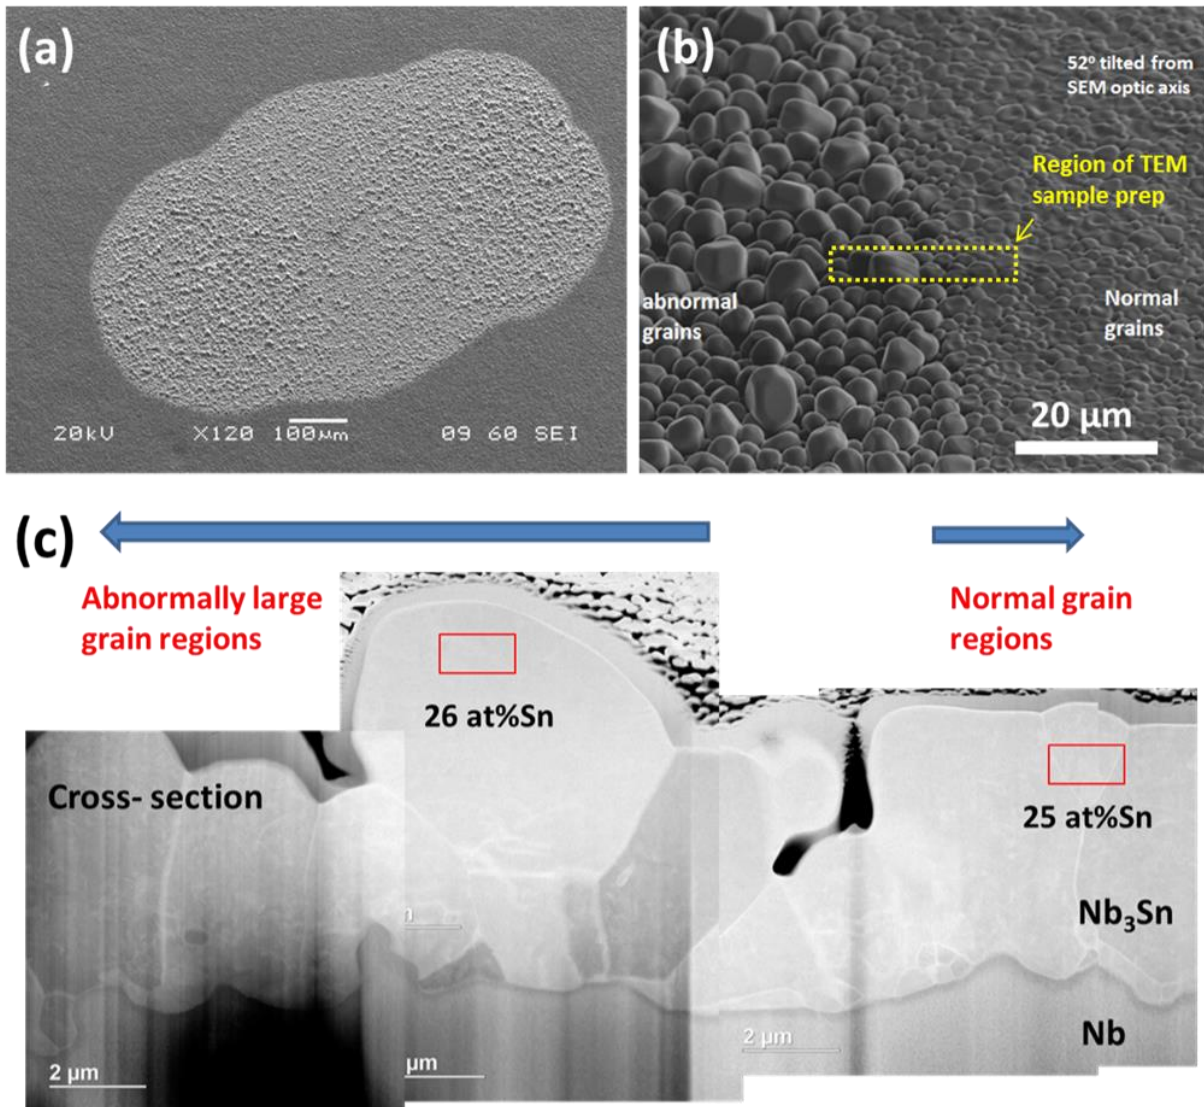 (a)
20kV X120 100µm 09 60 SEI
(b)
52° tilted from
SEM optic axis
Region of TEM
sample prep
abnormal
grains
Normal
grains
20 µm
(c)
Abnormally large
grain regions
Normal grain
regions
26 at%Sn
Cross- section
25 at%Sn
Nb₃Sn
Nb
2 µm
µm
2 µm